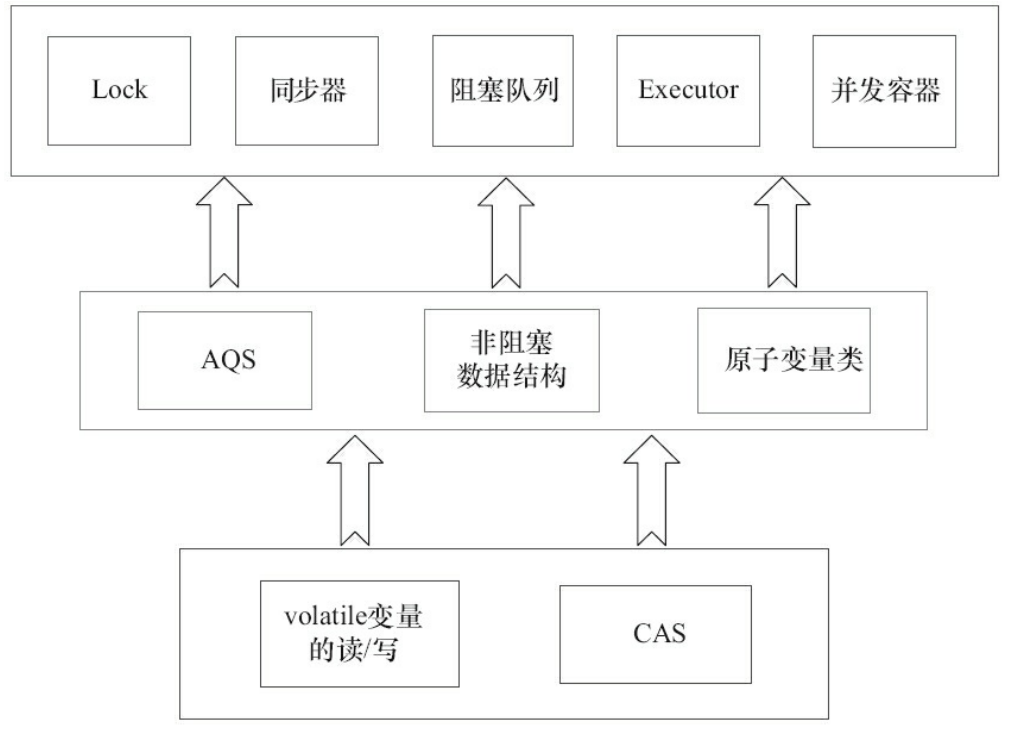 Lock
同步器
阻塞队列
Executor
并发容器
AQS
非阻塞
数据结构
原子变量类
volatile变量
的读/写
CAS